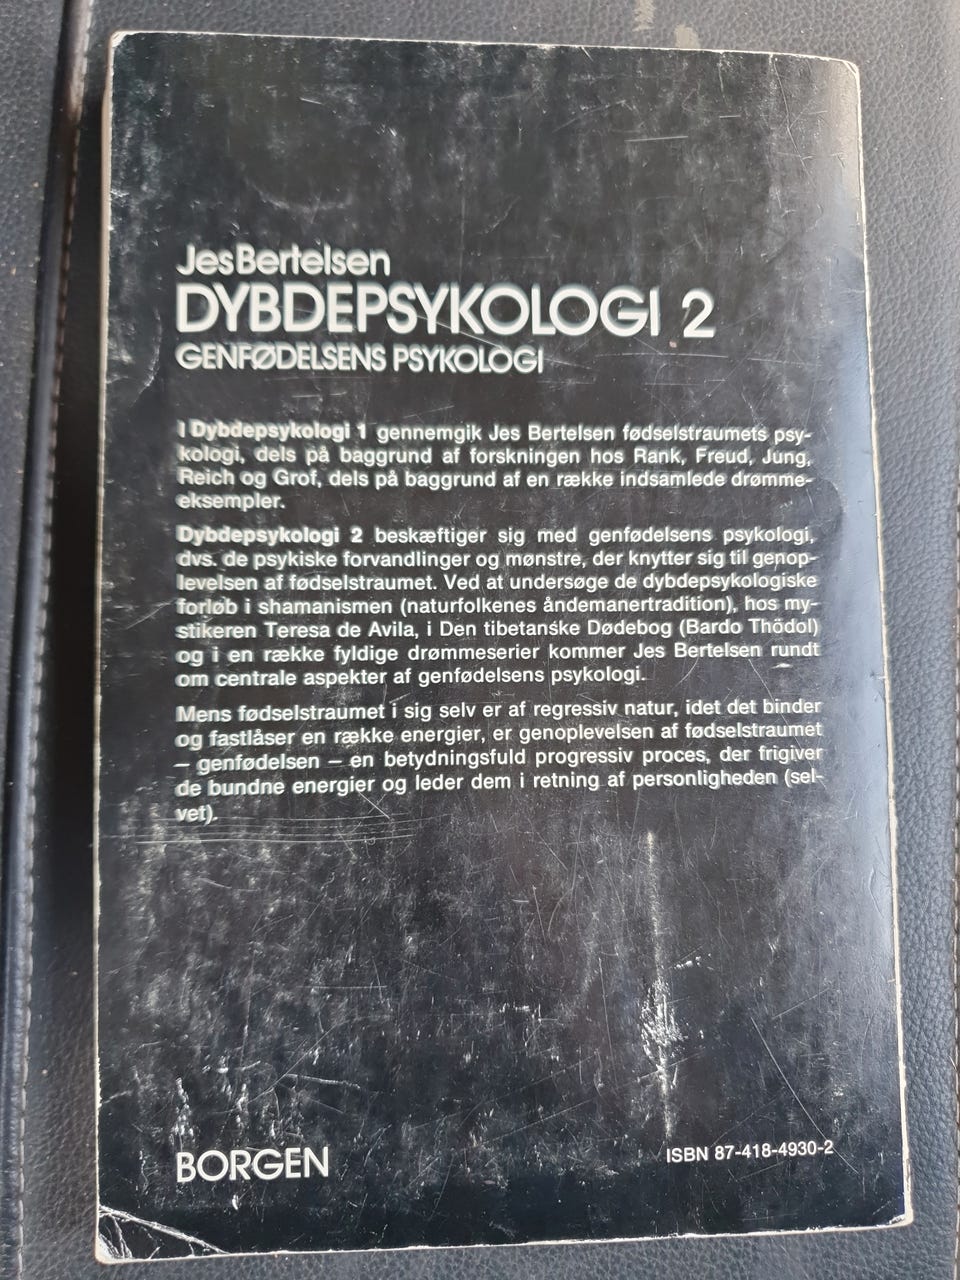 Jes Bertelsen
DYBDEPSYKOLOGI 2
GENFØDELSENS PSYKOLOGI
I Dybdepsykologi 1 gennemgik Jes Bertelsen fødselstraumets psy-
kologi, dels på baggrund af forskningen hos Rank, Freud, Jung,
Reich og Grof, dels på baggrund af en række indsamlede drømme-
eksempler.
Dybdepsykologi 2 beskæftiger sig med genfødelsens psykologi,
dvs. de psykiske forvandlinger og mønstre, der knytter sig til genop-
levelsen af fødselstraumet. Ved at undersøge de dybdepsykologiske
forløb i shamanismen (naturfolkenes åndemanertradition), hos my-
stikeren Teresa de Avila, i Den tibetanske Dødebog (Bardo Thödol)
og i en række fyldige drømmeserier kommer Jes Bertelsen rundt
om centrale aspekter af genfødelsens psykologi.
Mens fødselstraumet i sig selv er af regressiv natur, idet det binder
og fastlåser en række energier, er genoplevelsen af fødselstraumet
– genfødelsen – en betydningsfuld progressiv proces, der frigiver
de bundne energier og leder dem i retning af personligheden (sel-
vet).
BORGEN
ISBN 87-418-4930-2